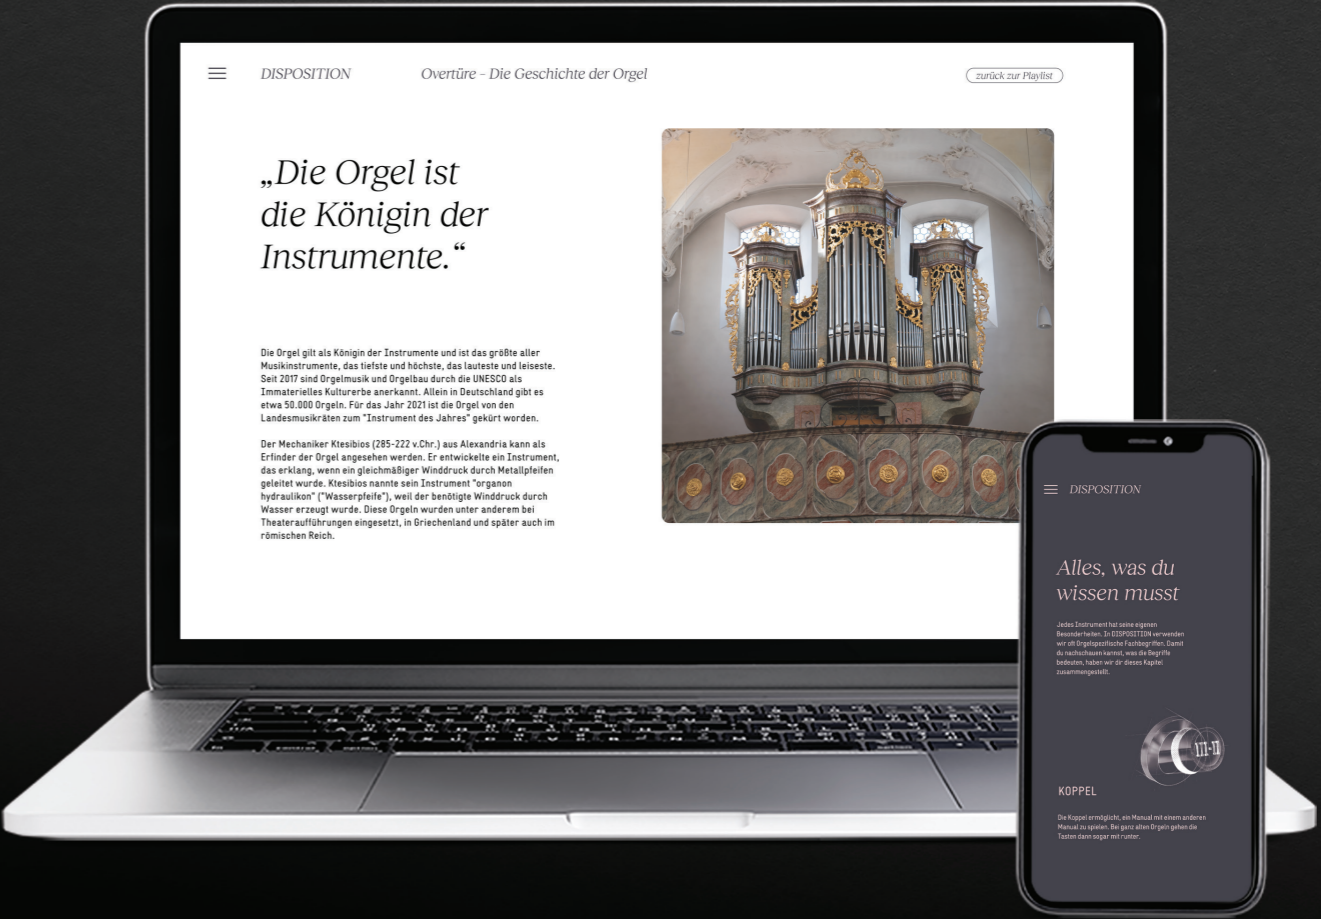 DISPOSITION
Overtüre – Die Geschichte der Orgel
zurück zur Playlist
„Die Orgel ist
die Königin der
Instrumente.“
Die Orgel gilt als Königin der Instrumente und ist das größte aller
Musikinstrumente, das tiefste und höchste, das lauteste und leiseste.
Seit 2017 sind Orgelmusik und Orgelbau durch die UNESCO als
Immaterielles Kulturerbe anerkannt. Allein in Deutschland gibt es
etwa 50.000 Orgeln. Für das Jahr 2021 ist die Orgel von den
Landesmusikräten zum "Instrument des Jahres" gekürt worden.
Der Mechaniker Ktesibios (285-222 v.Chr.) aus Alexandria kann als
Erfinder der Orgel angesehen werden. Er entwickelte ein Instrument,
das erklang, wenn ein gleichmäßiger Winddruck durch Metallpfeifen
geleitet wurde. Ktesibios nannte sein Instrument "organon
hydraulikon" ("Wasserpfeife"), weil der benötigte Winddruck durch
Wasser erzeugt wurde. Diese Orgeln wurden unter anderem bei
Theateraufführungen eingesetzt, in Griechenland und später auch im
römischen Reich.
DISPOSITION
Alles, was du
wissen musst
Jedes Instrument hat seine eigenen
Besonderheiten. In DISPOSITION verwenden
wir oft Orgelspezifische Fachbegriffen. Damit
du nachschauen kannst, was die Begriffe
bedeuten, haben wir dir dieses Kapitel
zusammengestellt.
III-II
KOPPEL
Die Koppel ermöglicht, ein Manual mit einem anderen
Manual zu spielen. Bei ganz alten Orgeln gehen die
Tasten dann sogar mit runter.
fn
control
option
option